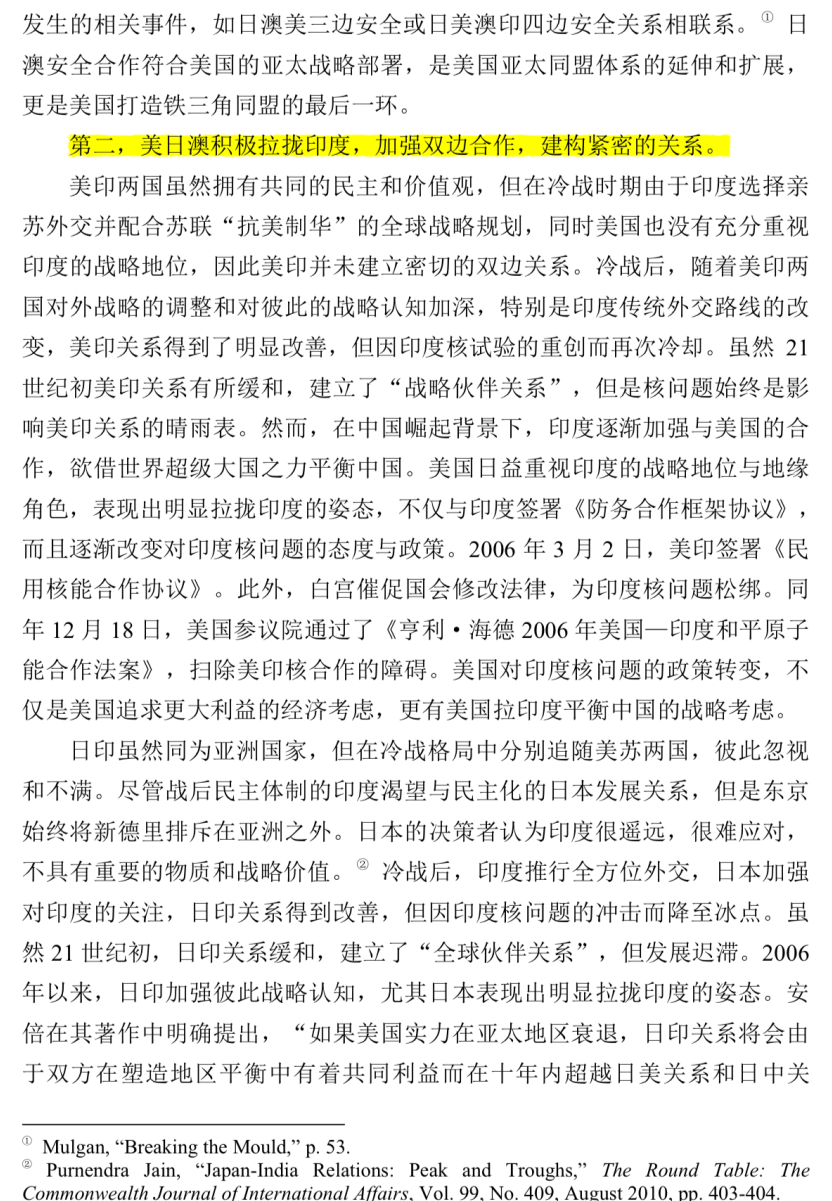 发生的相关事件，如日澳美三边安全或日美澳印四边安全关系相联系。① 日
澳安全合作符合美国的亚太战略部署，是美国亚太同盟体系的延伸和扩展，
更是美国打造铁三角同盟的最后一环。
第二，美日澳积极拉拢印度，加强双边合作，建构紧密的关系。
美印两国虽然拥有共同的民主和价值观，但在冷战时期由于印度选择亲
苏外交并配合苏联“抗美制华”的全球战略规划，同时美国也没有充分重视
印度的战略地位，因此美印并未建立密切的双边关系。冷战后，随着美印两
国对外战略的调整和对彼此的战略认知加深，特别是印度传统外交路线的改
变，美印关系得到了明显改善，但因印度核试验的重创而再次冷却。虽然 21
世纪初美印关系有所缓和，建立了“战略伙伴关系”，但是核问题始终是影
响美印关系的晴雨表。然而，在中国崛起背景下，印度逐渐加强与美国的合
作，欲借世界超级大国之力平衡中国。美国日益重视印度的战略地位与地缘
角色，表现出明显拉拢印度的姿态，不仅与印度签署《防务合作框架协议》，
而且逐渐改变对印度核问题的态度与政策。2006 年 3 月 2 日，美印签署《民
用核能合作协议》。此外，白宫催促国会修改法律，为印度核问题松绑。同
年 12 月 18 日，美国参议院通过了《亨利·海德 2006 年美国—印度和平原子
能合作法案》，扫除美印核合作的障碍。美国对印度核问题的政策转变，不
仅是美国追求更大利益的经济考虑，更有美国拉印度平衡中国的战略考虑。
日印虽然同为亚洲国家，但在冷战格局中分别追随美苏两国，彼此忽视
和不满。尽管战后民主体制的印度渴望与民主化的日本发展关系，但是东京
始终将新德里排斥在亚洲之外。日本的决策者认为印度很遥远，很难应对，
不具有重要的物质和战略价值。② 冷战后，印度推行全方位外交，日本加强
对印度的关注，日印关系得到改善，但因印度核问题的冲击而降至冰点。虽
然 21 世纪初，日印关系缓和，建立了“全球伙伴关系”，但发展迟滞。2006
年以来，日印加强彼此战略认知，尤其日本表现出明显拉拢印度的姿态。安
倍在其著作中明确提出，“如果美国实力在亚太地区衰退，日印关系将会由
于双方在塑造地区平衡中有着共同利益而在十年内超越日美关系和日中关
① Mulgan, “Breaking the Mould,” p. 53.
② Purnendra Jain, “Japan-India Relations: Peak and Troughs,” The Round Table: The
Commonwealth Journal of International Affairs, Vol. 99, No. 409, August 2010, pp. 403-404.